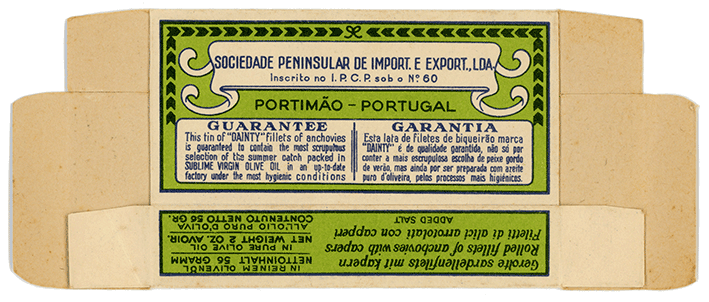 SOCIEDADE PENINSULAR DE IMPORT. E EXPORT., LDA.
Inscrito no I. P. C. P. sob o Nº 60
PORTIMÃO - PORTUGAL
GUARANTEE
This tin of "DAINTY" fillets of anchovies
is guaranteed to contain the most scrupulous
selection of the summer catch packed in
SUBLIME VIRGIN OLIVE OIL in an up-to-date
factory under the most hygienic conditions
GARANTIA
Esta lata de filetes de biqueirão marca
"DAINTY" é de qualidade garantida, não só por
conter a mais escrupulosa escolha de peixe gordo
de verão, mas ainda por ser preparada com azeite
puro d'oliveira, pelos processos mais higiénicos.
Gerolte sardellenfilets mit kapern
Rolled fillets of anchovies with capers
Filetti di alici arrotolati con capperi
ADDED SALT
IN REINEM OLIVENÖL
NETTOINHALT 56 GRAMM
IN PURE OLIVE OIL
NET WEIGHT 2 OZ. AVOIR.
ALL'OLIO PURO D'OLIVA
CONTENUTO NETTO 56 GR.